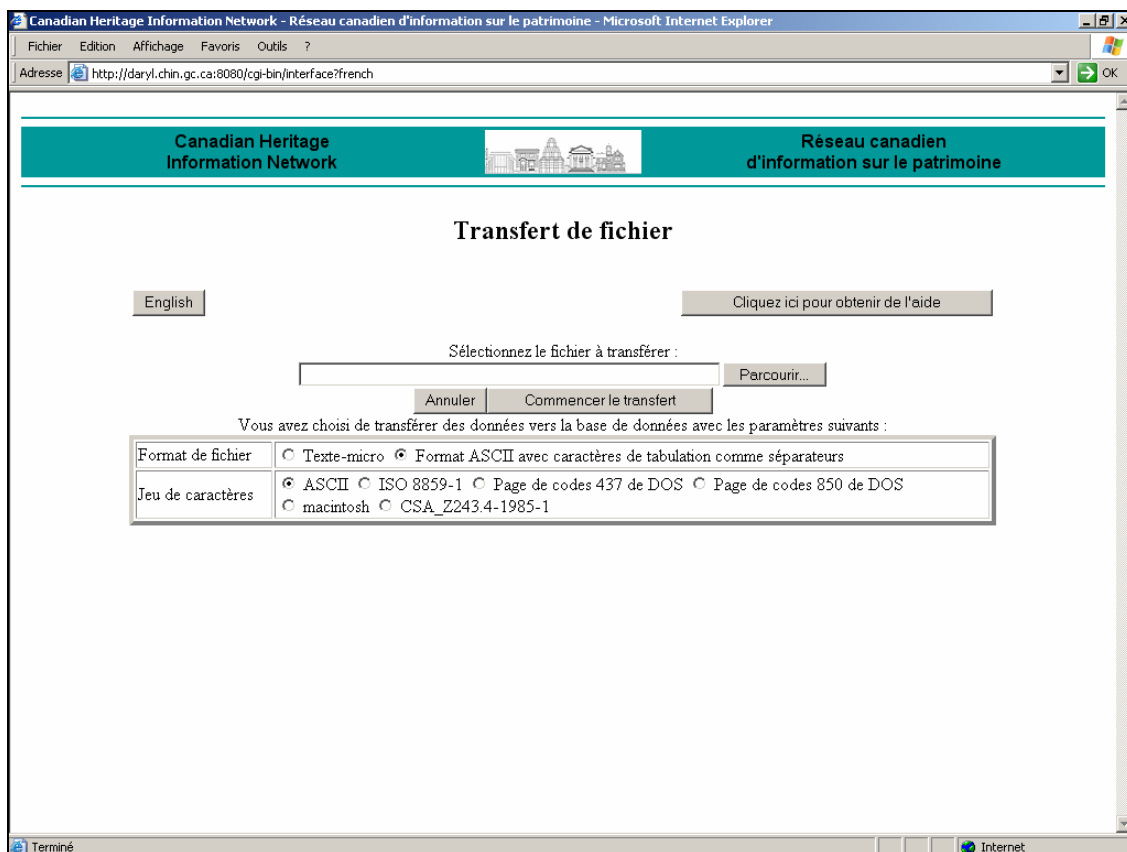 Canadian Heritage Information Network - Réseau canadien d'information sur le patrimoine - Microsoft Internet Explorer
Fichier Edition Affichage Favoris Outils ?
Adresse http://daryl.chin.gc.ca:8080/cgi-bin/interface?french OK
Canadian Heritage
Information Network
Réseau canadien
d'information sur le patrimoine
Transfert de fichier
English
Cliquez ici pour obtenir de l'aide
Sélectionnez le fichier à transférer :
Parcourir...
Annuler Commencer le transfert
Vous avez choisi de transférer des données vers la base de données avec les paramètres suivants :
Format de fichier Texte-micro Format ASCII avec caractères de tabulation comme séparateurs
Jeu de caractères ASCII ISO 8859-1 Page de codes 437 de DOS Page de codes 850 de DOS
macintosh CSA_Z243.4-1985-1
Terminé Internet